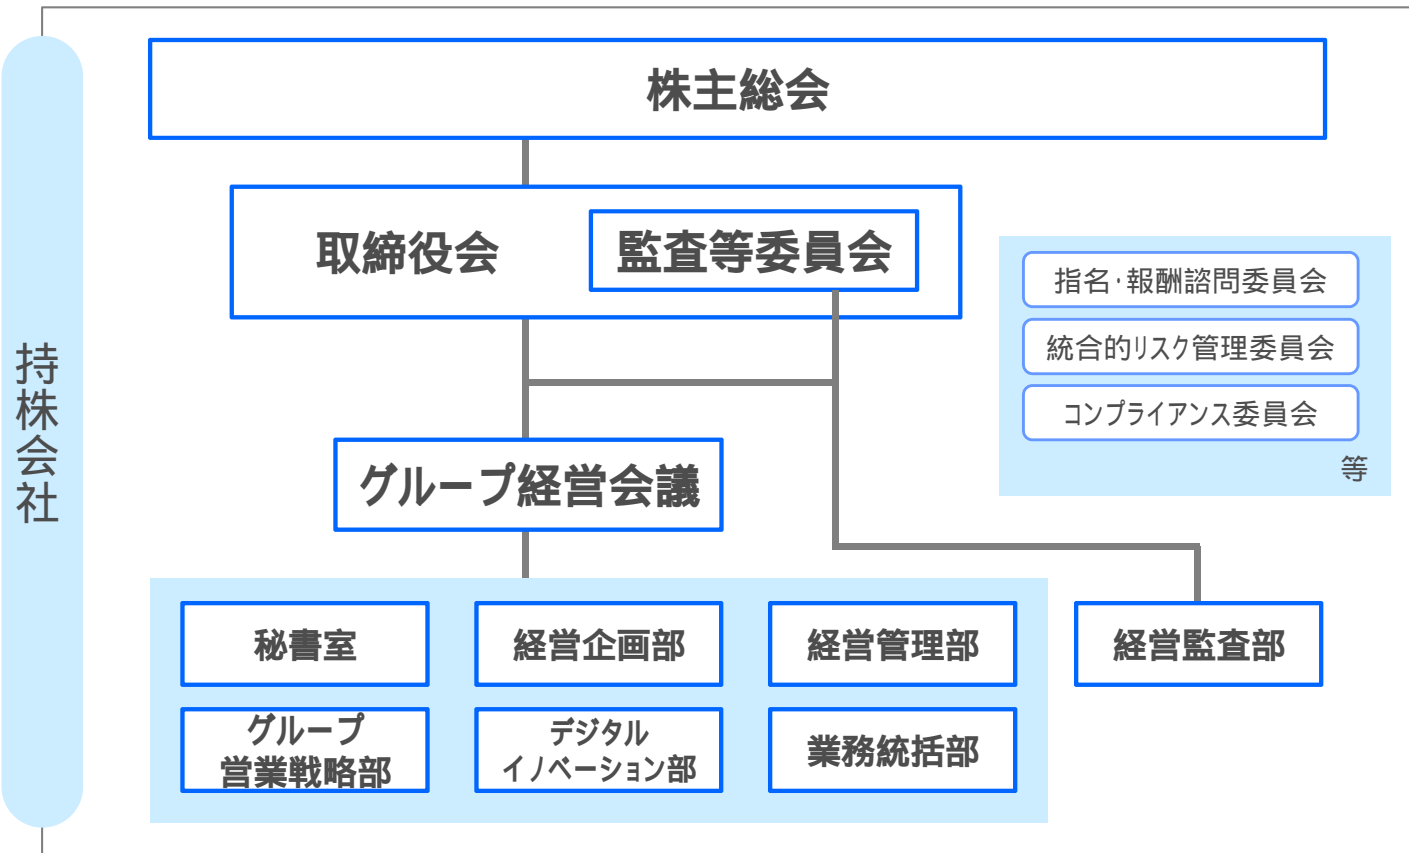 持株会社
株主総会
取締役会
監査等委員会
指名・報酬諮問委員会
統合的リスク管理委員会
コンプライアンス委員会
等
グループ経営会議
秘書室
経営企画部
経営管理部
経営監査部
グループ
営業戦略部
デジタル
イノベーション部
業務統括部